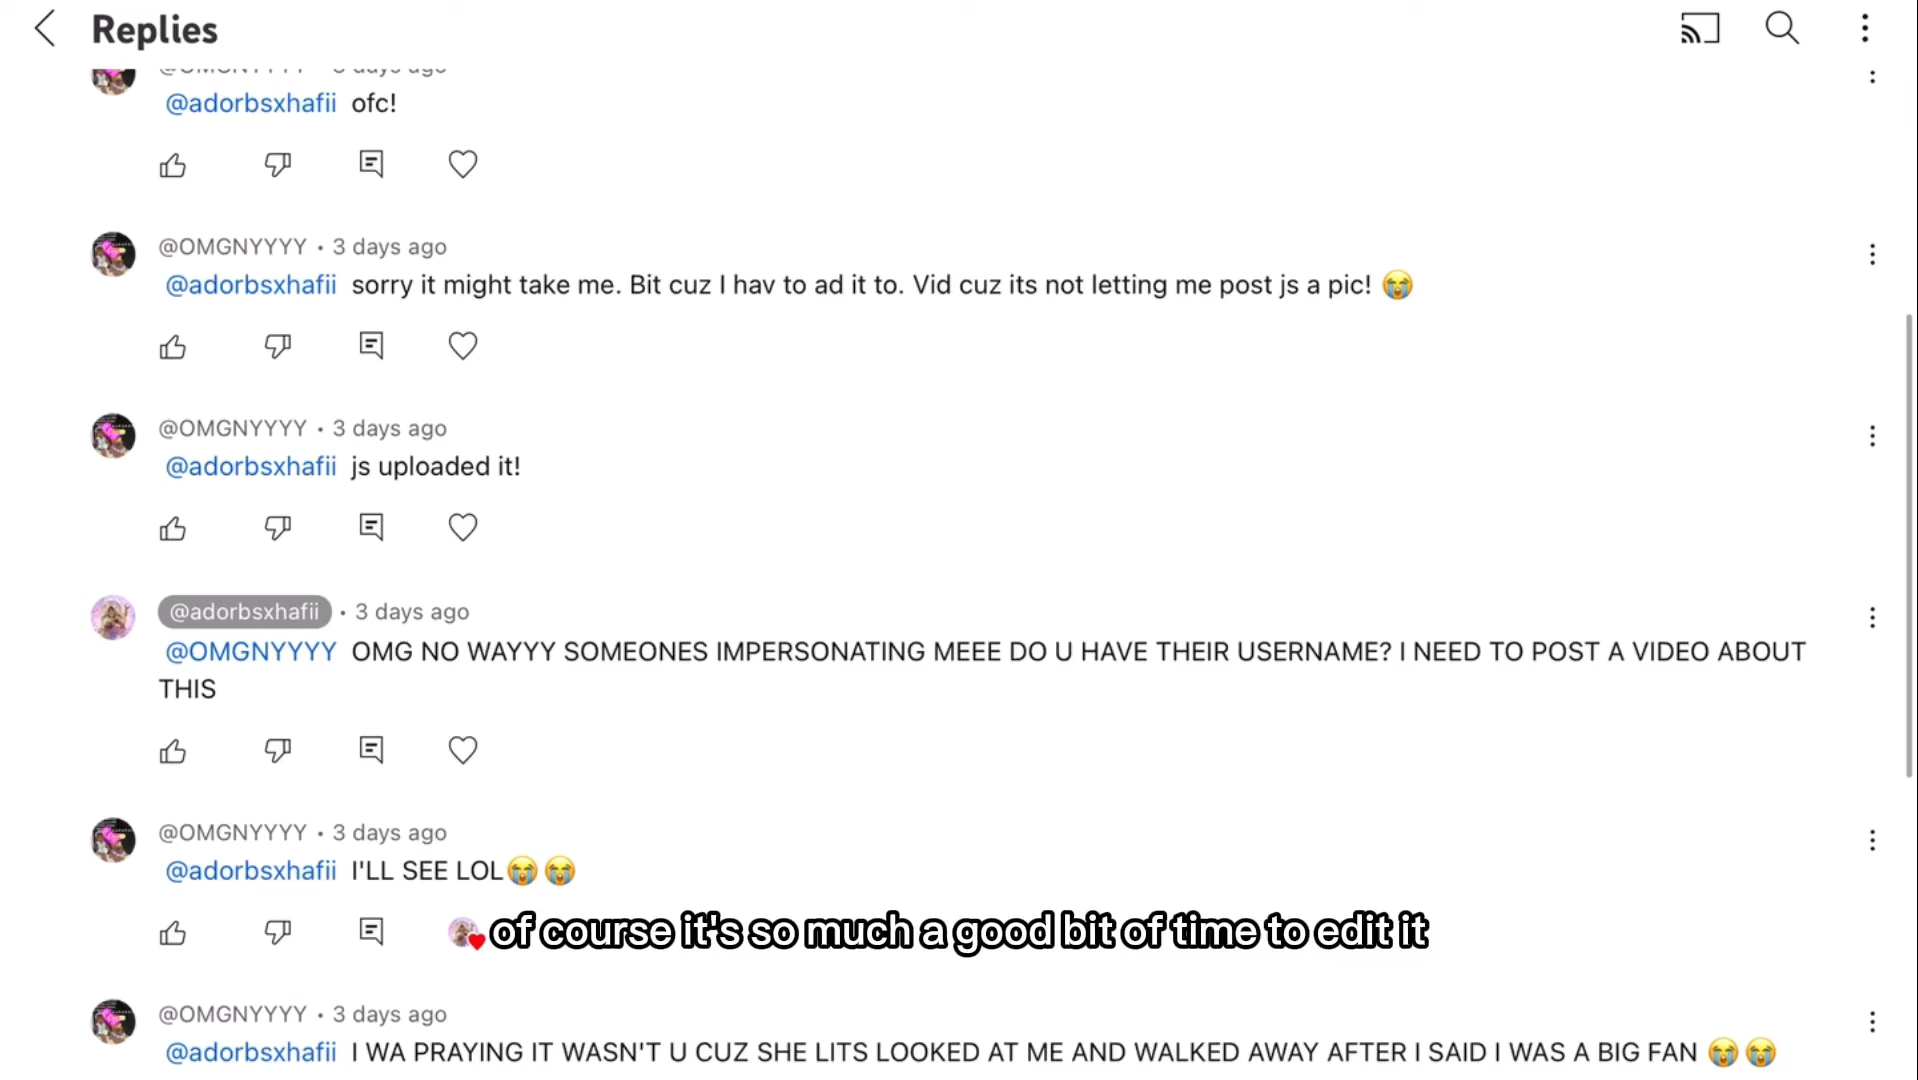 Replies
@OMGNYYYY • 3 days ago
@adorbsxhafii ofc!
@OMGNYYYY • 3 days ago
@adorbsxhafii sorry it might take me. Bit cuz I hav to ad it to. Vid cuz its not letting me post js a pic! 😭
@OMGNYYYY • 3 days ago
@adorbsxhafii js uploaded it!
@adorbsxhafii • 3 days ago
@OMGNYYYY OMG NO WAYYY SOMEONES IMPERSONATING MEEE DO U HAVE THEIR USERNAME? I NEED TO POST A VIDEO ABOUT
THIS
@OMGNYYYY • 3 days ago
@adorbsxhafii I'LL SEE LOL😭😭
of course it's so much a good bit of time to edit it
@OMGNYYYY • 3 days ago
@adorbsxhafii I WA PRAYING IT WASN'T U CUZ SHE LITS LOOKED AT ME AND WALKED AWAY AFTER I SAID I WAS A BIG FAN 😭😭